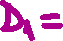 D₁ =